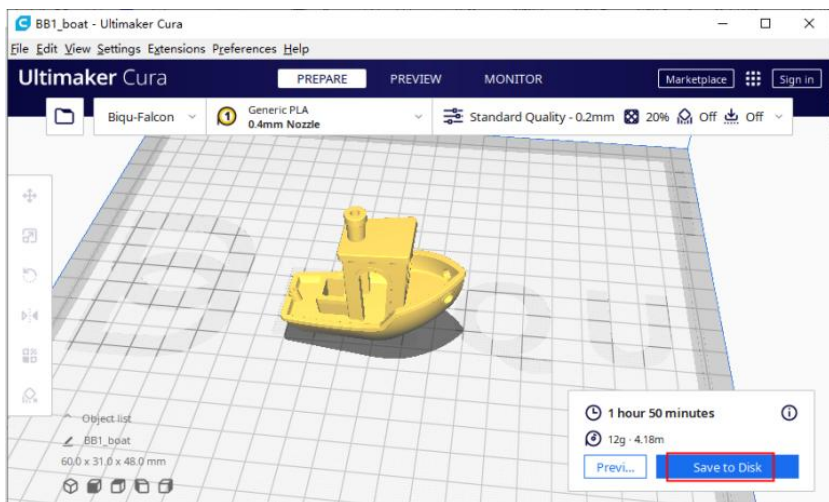 BB1_boat - Ultimaker Cura
File Edit View Settings Extensions Preferences Help
Ultimaker Cura PREPARE PREVIEW MONITOR Marketplace Sign in
Biqu-Falcon
1 Generic PLA
0.4mm Nozzle
Standard Quality - 0.2mm 20% Off Off
Object list
BB1_boat
60.0 x 31.0 x 48.0 mm
1 hour 50 minutes
12g · 4.18m
Previ... Save to Disk